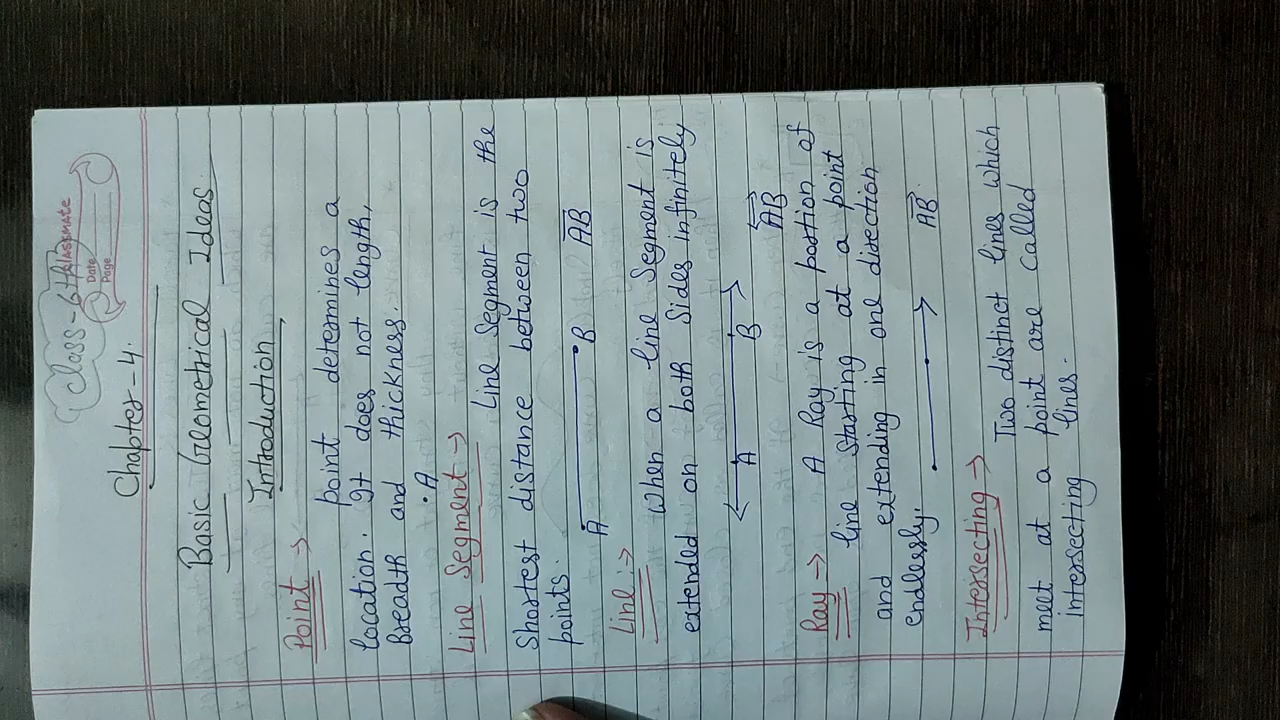 Class-6th
CLASSMATE
Date
Page
Chapter-4.
Basic Geometrical Ideas.
Introduction
Point →
point determines a
location. It does not length,
Breadth and thickness.
. A
Line Segment →
Line Segment is the
Shortest distance between two
points.
A B AB
Line :→
When a line Segment is
extended on both Sides infinitely
A B AB
Ray →
A Ray is a portion of
line starting at a point
and extending in one direction
endlessly.
AB
Intersecting →
Two distinct lines which
meet at a point are called
intersecting lines.